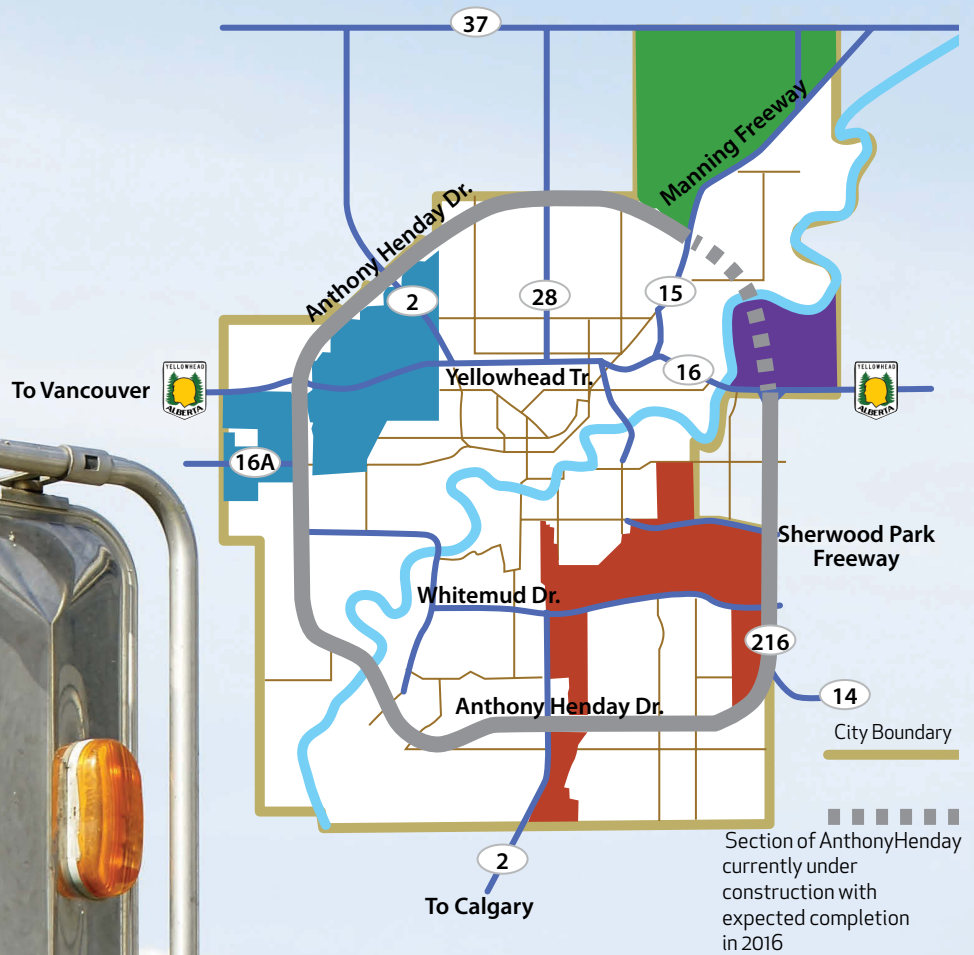 37
Manning Freeway
Anthony Henday Dr.
2
28
15
To Vancouver
YELLOWHEAD
ALBERTA
Yellowhead Tr.
16
YELLOWHEAD
ALBERTA
16A
Sherwood Park
Freeway
Whitemud Dr.
216
14
Anthony Henday Dr.
City Boundary
Section of AnthonyHenday
currently under
construction with
expected completion
in 2016
2
To Calgary